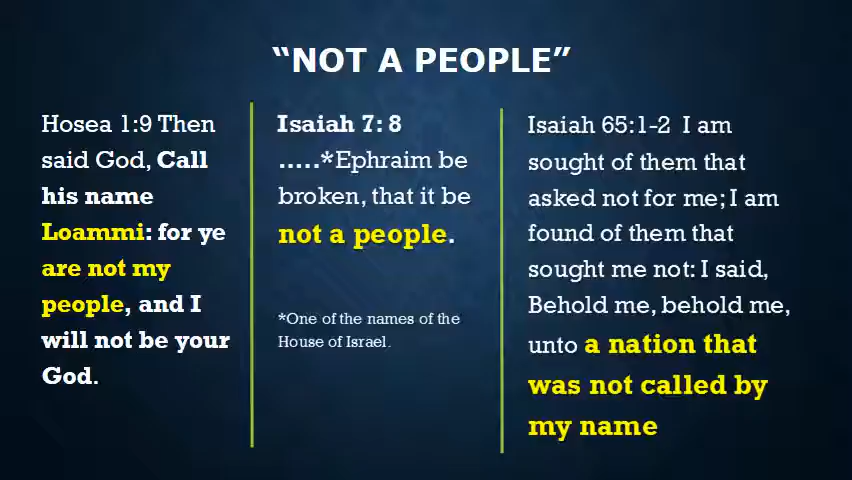 “NOT A PEOPLE”
Hosea 1:9 Then
said God, Call
his name
Loammi: for ye
are not my
people, and I
will not be your
God.
Isaiah 7: 8
…..*Ephraim be
broken, that it be
not a people.
*One of the names of the
House of Israel.
Isaiah 65:1-2 I am
sought of them that
asked not for me; I am
found of them that
sought me not: I said,
Behold me, behold me,
unto a nation that
was not called by
my name